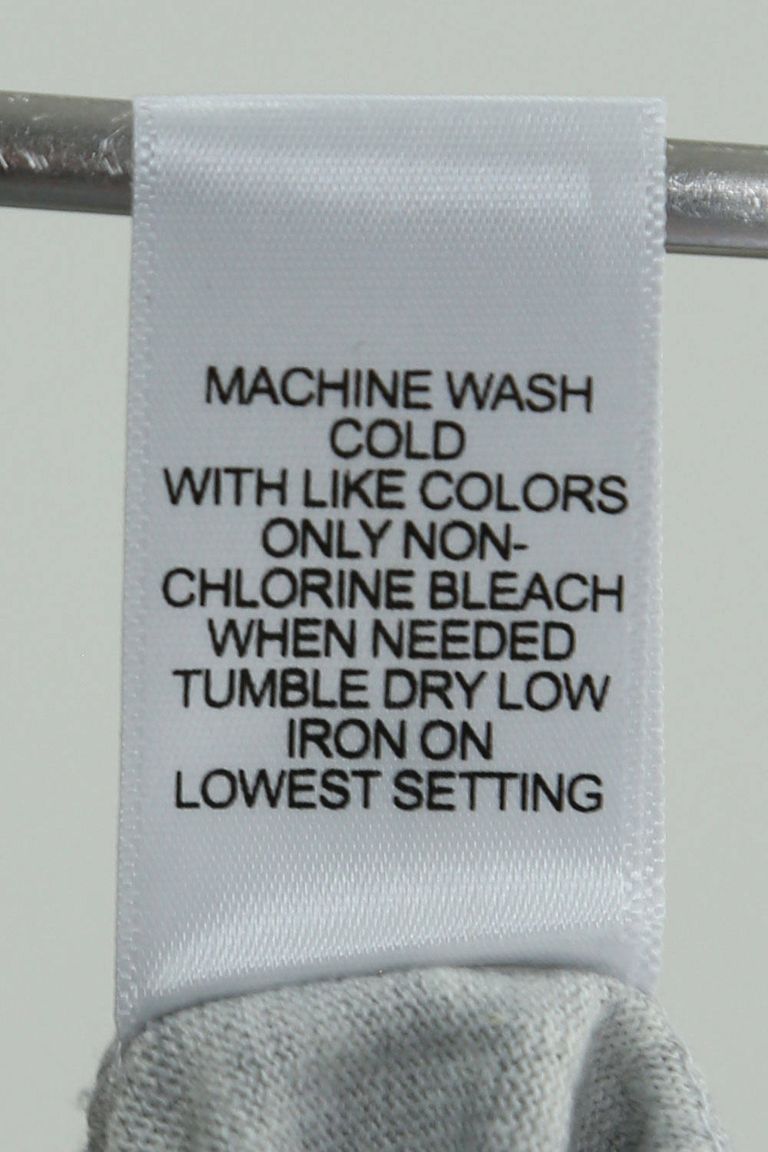 MACHINE WASH
COLD
WITH LIKE COLORS
ONLY NON-
CHLORINE BLEACH
WHEN NEEDED
TUMBLE DRY LOW
IRON ON
LOWEST SETTING